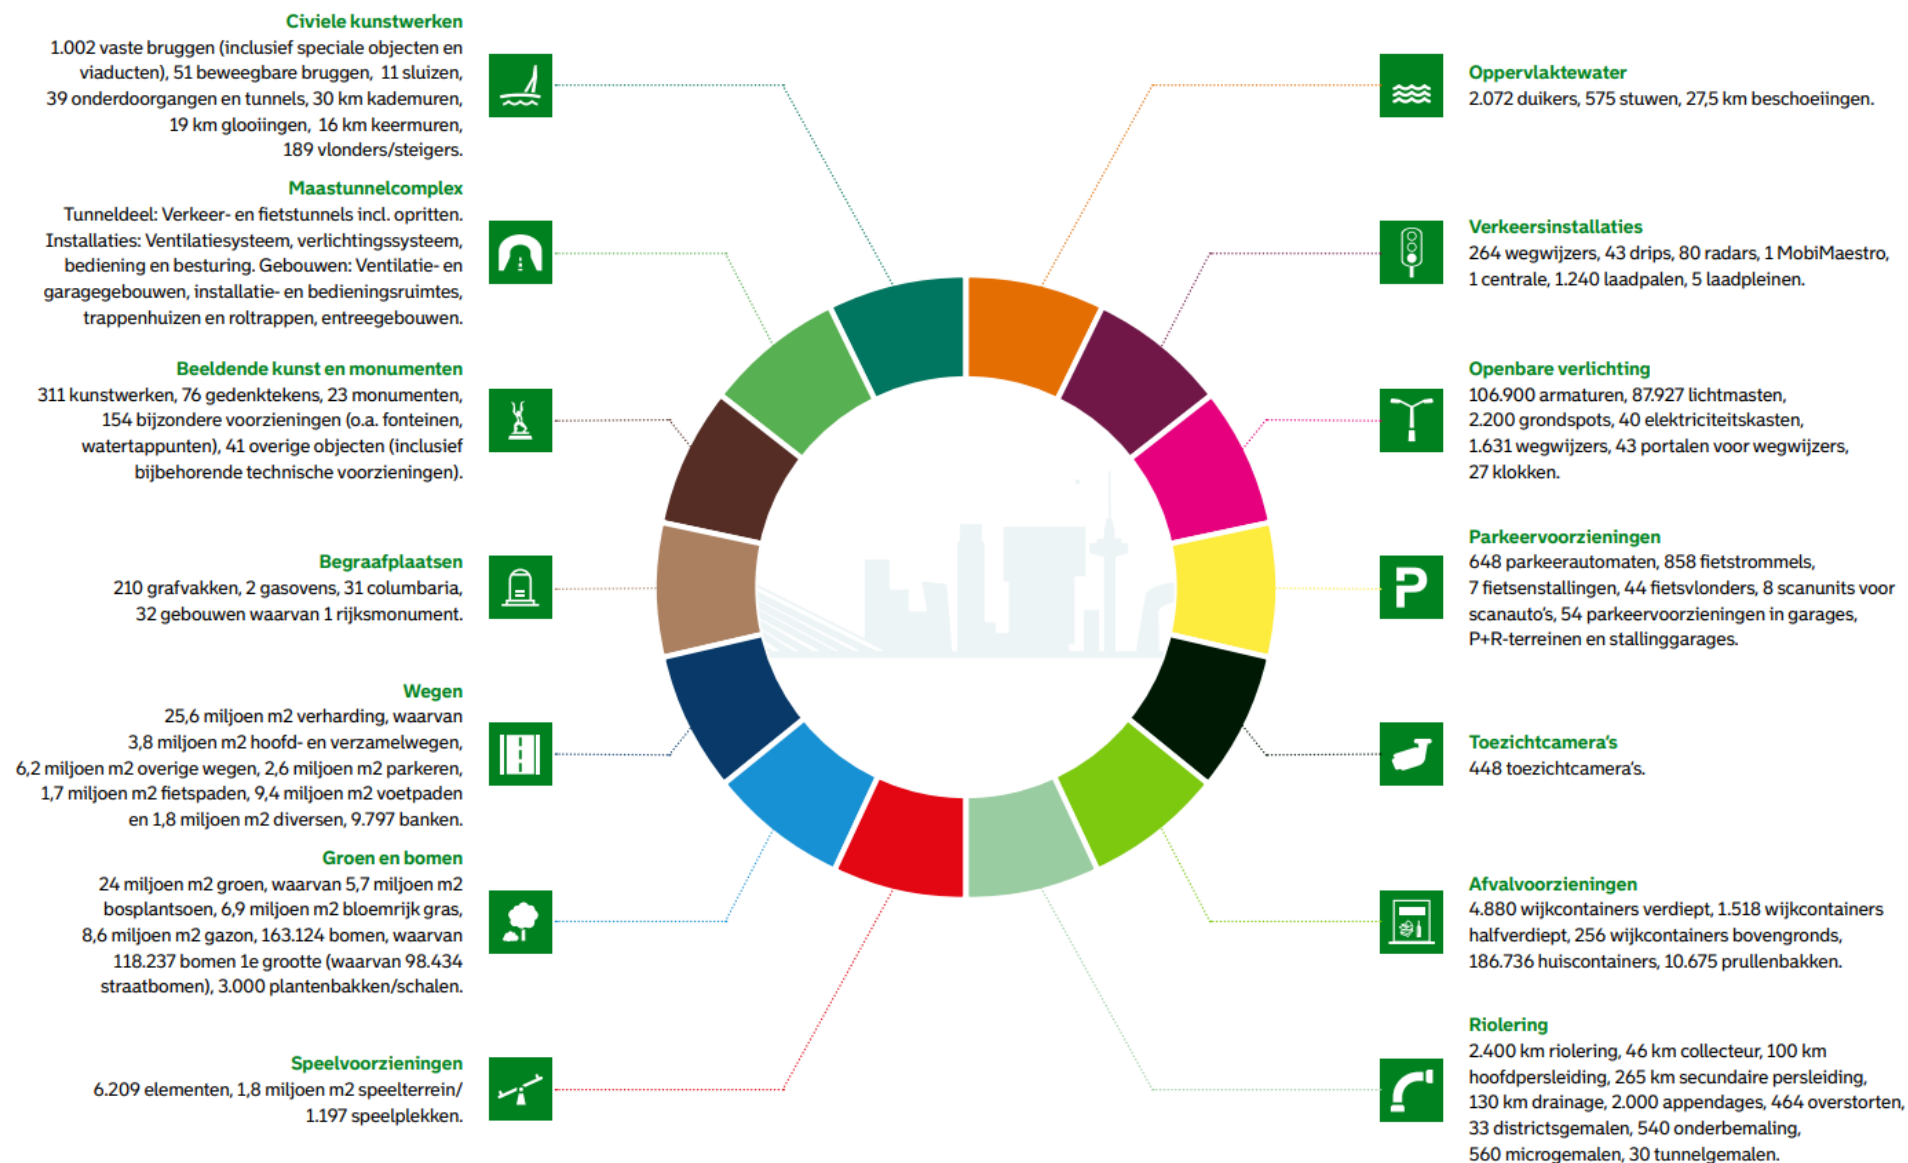 Civiele kunstwerken
1.002 vaste bruggen (inclusief speciale objecten en
viaducten), 51 beweegbare bruggen, 11 sluizen,
39 onderdoorgangen en tunnels, 30 km kademuren,
19 km glooiingen, 16 km keermuren,
189 vlonders/steigers.
Maastunnelcomplex
Tunneldeel: Verkeer- en fietstunnels incl. opritten.
Installaties: Ventilatiesysteem, verlichtingssysteem,
bediening en besturing. Gebouwen: Ventilatie- en
garagegebouwen, installatie- en bedieningsruimtes,
trappenhuizen en roltrappen, entreegebouwen.
Beeldende kunst en monumenten
311 kunstwerken, 76 gedenktekens, 23 monumenten,
154 bijzondere voorzieningen (o.a. fonteinen,
watertappunten), 41 overige objecten (inclusief
bijbehorende technische voorzieningen).
Begraafplaatsen
210 grafvakken, 2 gasovens, 31 columbaria,
32 gebouwen waarvan 1 rijksmonument.
Wegen
25,6 miljoen m2 verharding, waarvan
3,8 miljoen m2 hoofd- en verzamelwegen,
6,2 miljoen m2 overige wegen, 2,6 miljoen m2 parkeren,
1,7 miljoen m2 fietspaden, 9,4 miljoen m2 voetpaden
en 1,8 miljoen m2 diversen, 9.797 banken.
Groen en bomen
24 miljoen m2 groen, waarvan 5,7 miljoen m2
bosplantsoen, 6,9 miljoen m2 bloemrijk gras,
8,6 miljoen m2 gazon, 163.124 bomen, waarvan
118.237 bomen 1e grootte (waarvan 98.434
straatbomen), 3.000 plantenbakken/schalen.
Speelvoorzieningen
6.209 elementen, 1,8 miljoen m2 speelterrein/
1.197 speelplekken.
Oppervlaktewater
2.072 duikers, 575 stuwen, 27,5 km beschoeiingen.
Verkeersinstallaties
264 wegwijzers, 43 drips, 80 radars, 1 MobiMaestro,
1 centrale, 1.240 laadpalen, 5 laadpleinen.
Openbare verlichting
106.900 armaturen, 87.927 lichtmasten,
2.200 grondspots, 40 elektriciteitskasten,
1.631 wegwijzers, 43 portalen voor wegwijzers,
27 klokken.
Parkeervoorzieningen
648 parkeerautomaten, 858 fietstrommels,
7 fietsenstallingen, 44 fietsvlonders, 8 scanunits voor
scanauto's, 54 parkeervoorzieningen in garages,
P+R-terreinen en stallinggarages.
P
Toezichtcamera's
448 toezichtcamera's.
Afvalvoorzieningen
4.880 wijkcontainers verdiept, 1.518 wijkcontainers
halfverdiept, 256 wijkcontainers bovengronds,
186.736 huiscontainers, 10.675 prullenbakken.
Riolering
2.400 km riolering, 46 km collecteur, 100 km
hoofdpersleiding, 265 km secundaire persleiding,
130 km drainage, 2.000 appendages, 464 overstorten,
33 districtsgemalen, 540 onderbemaling,
560 microgemalen, 30 tunnelgemalen.